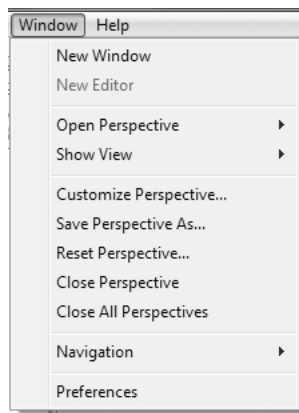 Window Help
New Window
New Editor
Open Perspective
Show View
Customize Perspective...
Save Perspective As...
Reset Perspective...
Close Perspective
Close All Perspectives
Navigation
Preferences